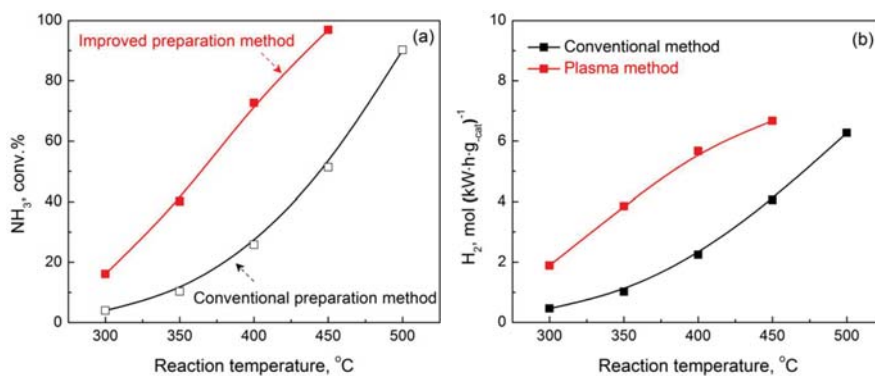 (a)
Improved preparation method
Conventional preparation method
NH₃, conv.%
100
80
60
40
20
0
300 350 400 450 500
Reaction temperature, °C
(b)
Conventional method
Plasma method
H₂, mol (kW·h·g-cat)⁻¹
10
8
6
4
2
0
300 350 400 450 500
Reaction temperature, °C